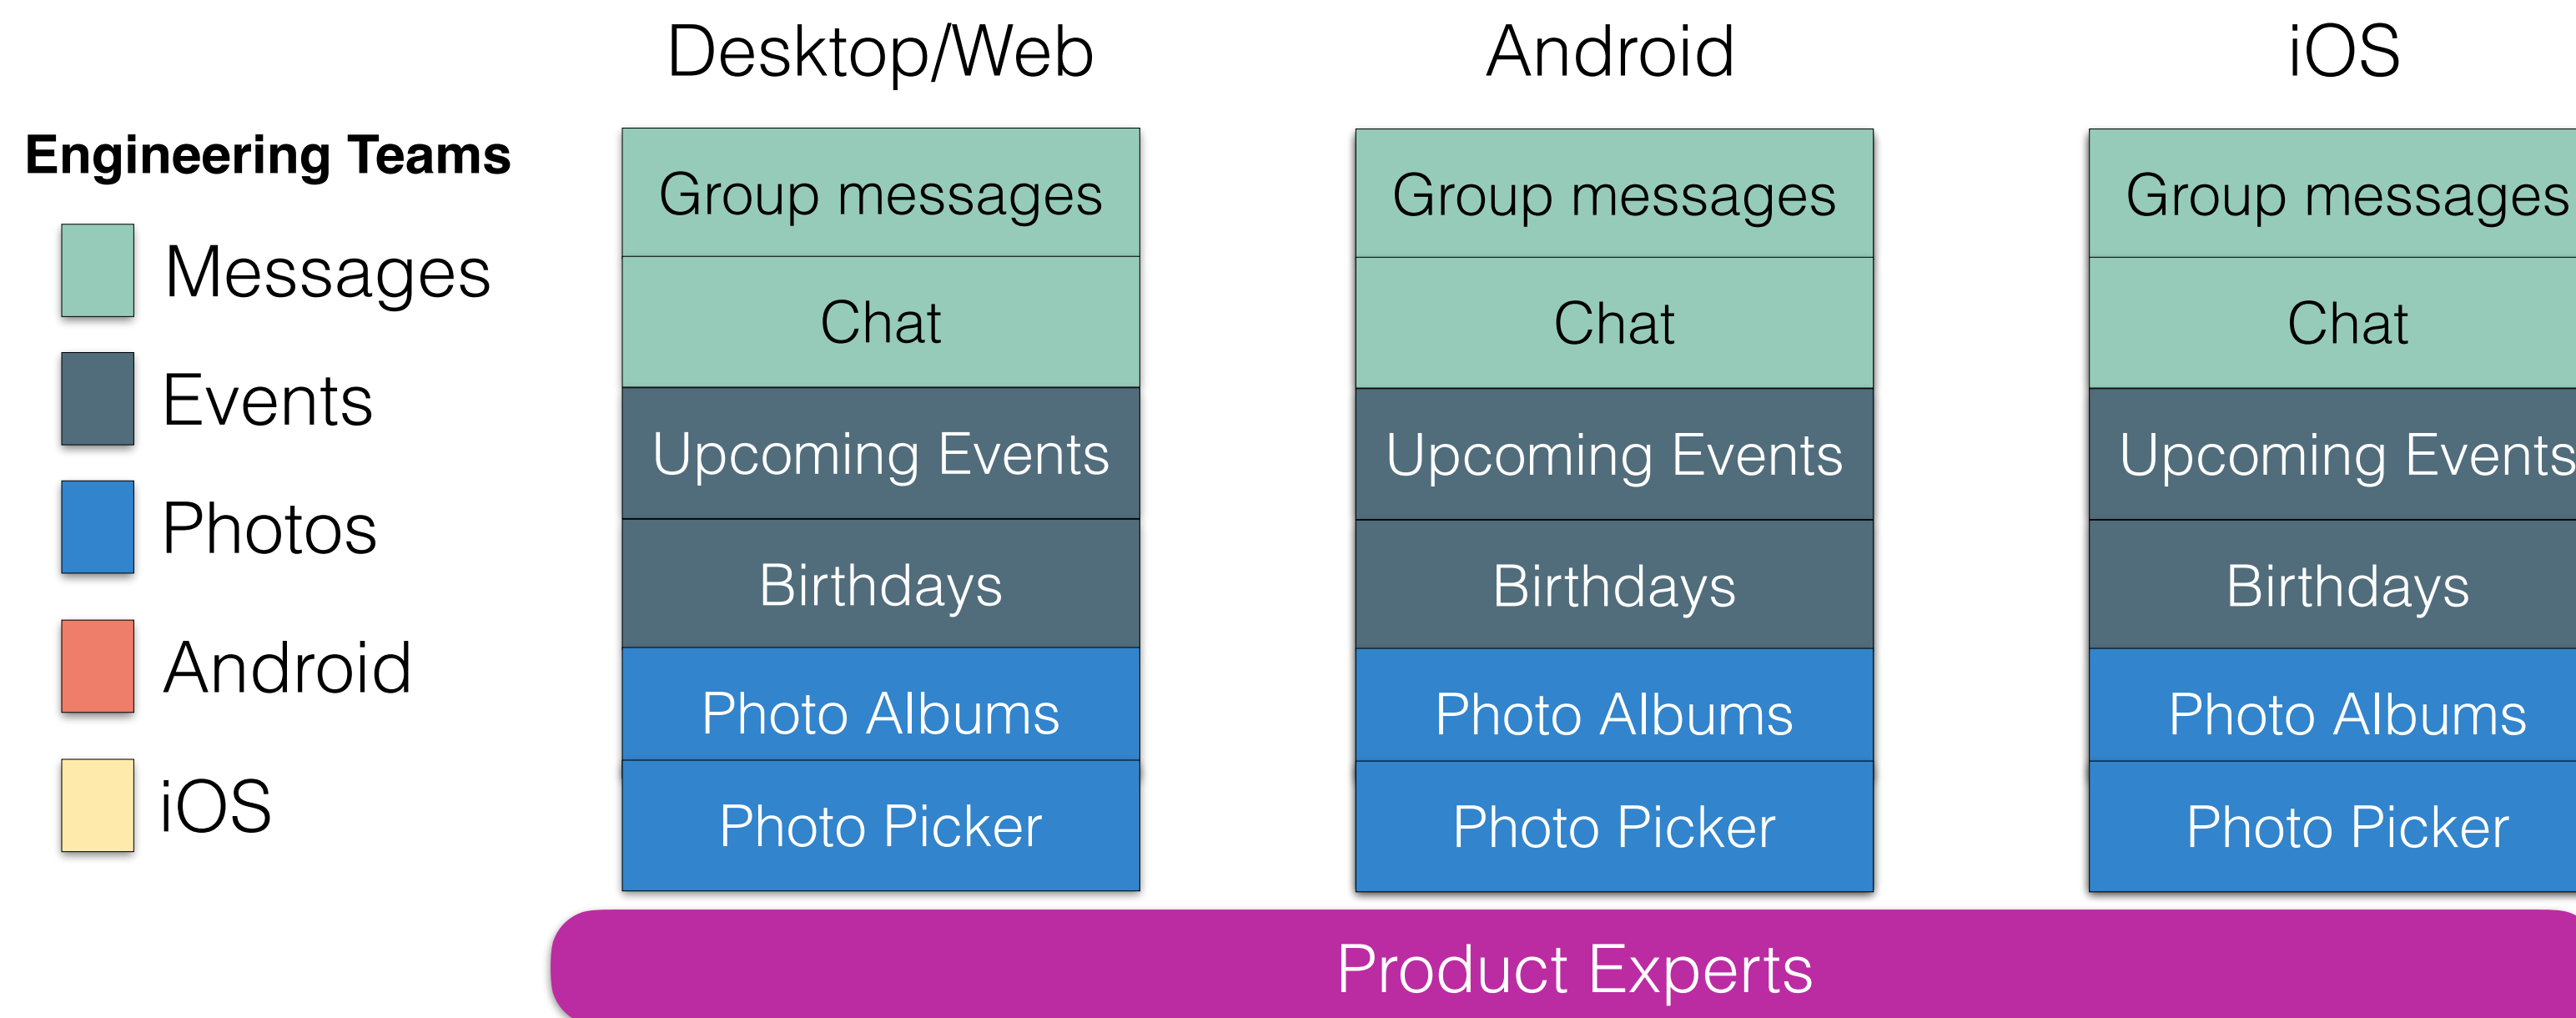 Desktop/Web
Android
iOS
Engineering Teams
Messages
Events
Photos
Android
iOS
Group messages
Chat
Upcoming Events
Birthdays
Photo Albums
Photo Picker
Group messages
Chat
Upcoming Events
Birthdays
Photo Albums
Photo Picker
Group messages
Chat
Upcoming Events
Birthdays
Photo Albums
Photo Picker
Product Experts